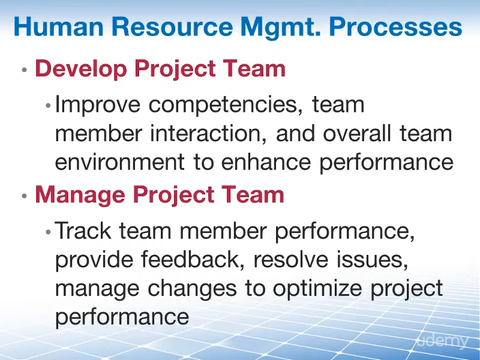 Human Resource Mgmt. Processes
• Develop Project Team
• Improve competencies, team
member interaction, and overall team
environment to enhance performance
• Manage Project Team
• Track team member performance,
provide feedback, resolve issues,
manage changes to optimize project
performance
udemy